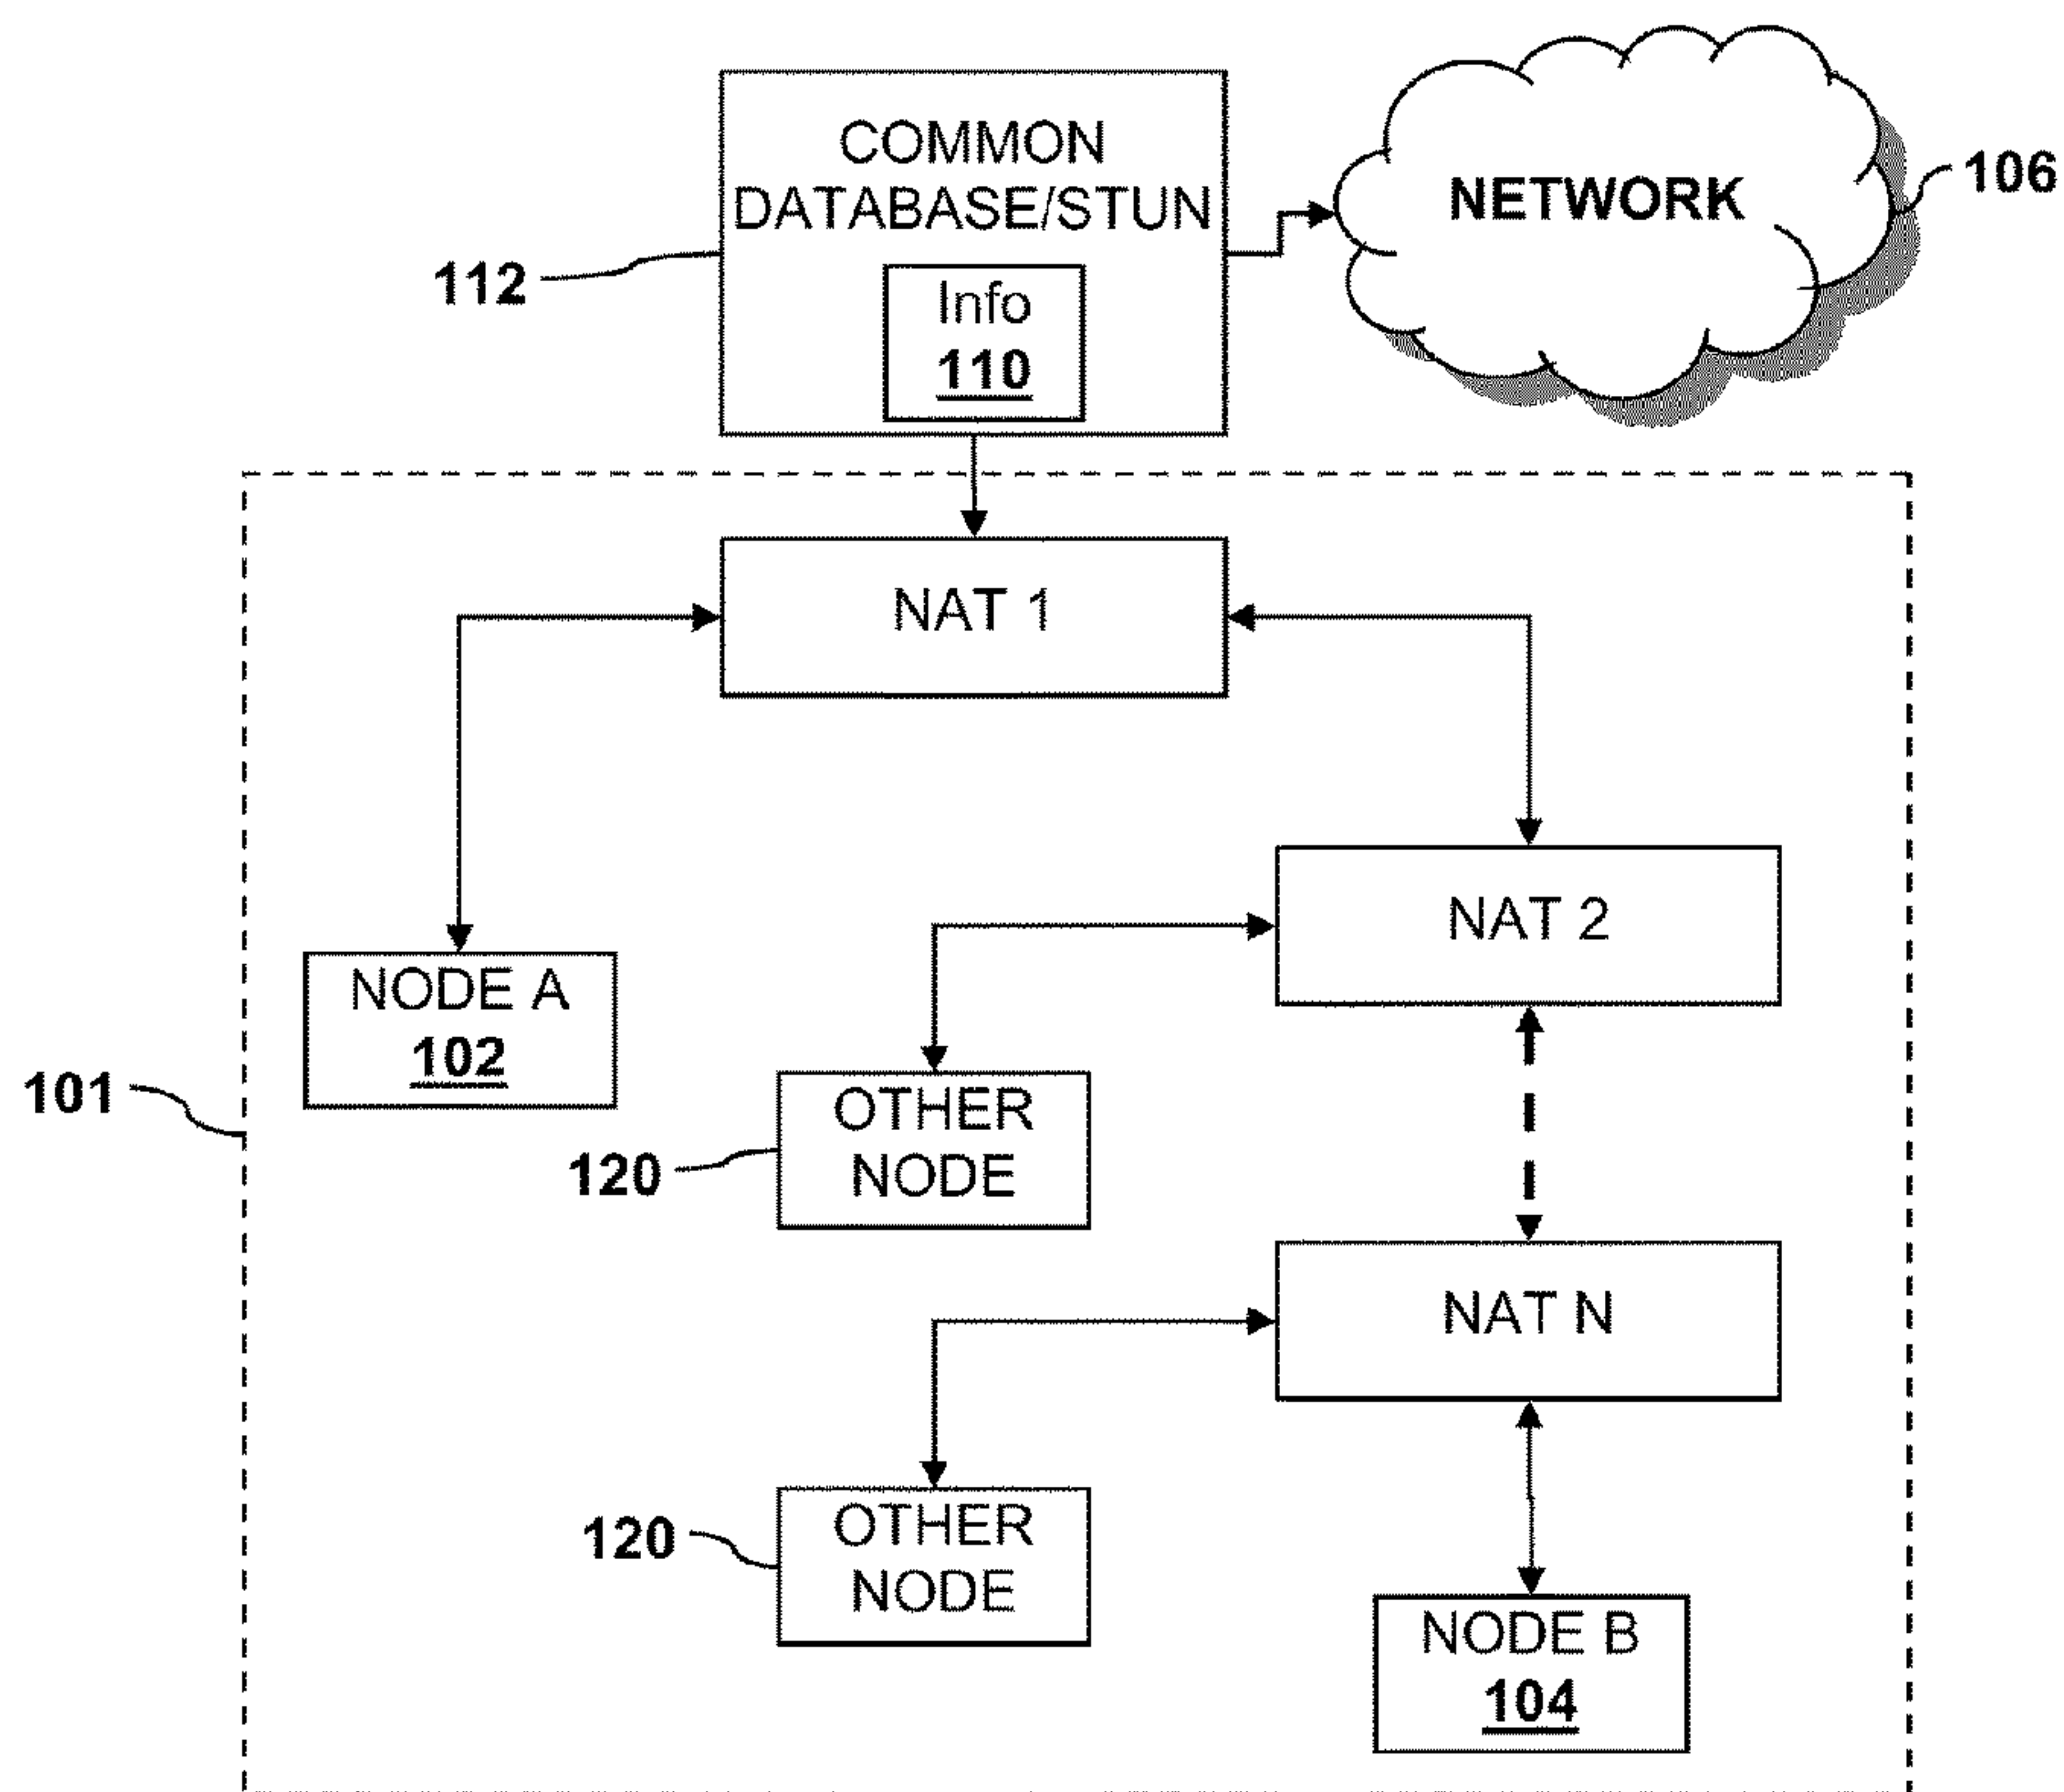 COMMON
DATABASE/STUN
Info
110
112
NETWORK
106
NAT 1
NODE A
102
NAT 2
101
OTHER
NODE
120
NAT N
OTHER
NODE
120
NODE B
104